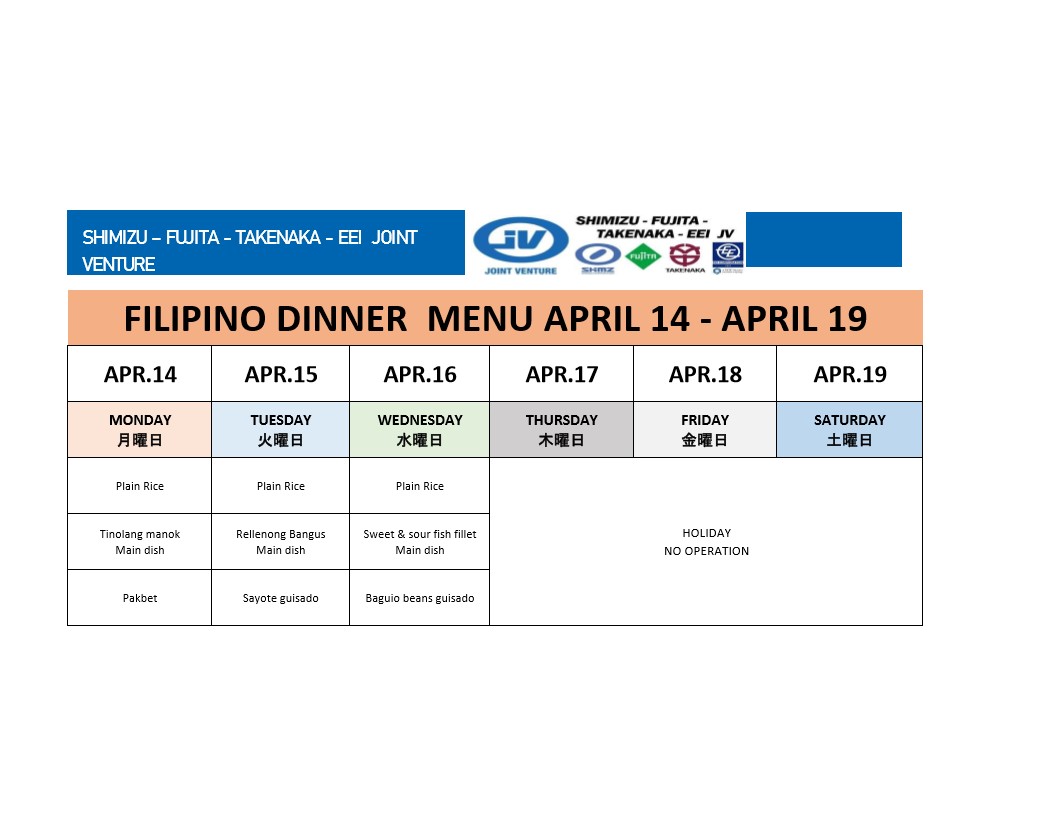 SHIMIZU – FUJITA - TAKENAKA - EEI JOINT
VENTURE
JV
JOINT VENTURE
SHIMIZU - FUJITA -
TAKENAKA - EEI JV
SHMZ
FUJITA
TAKENAKA
EEI
FILIPINO DINNER MENU APRIL 14 - APRIL 19
APR.14 APR.15 APR.16 APR.17 APR.18 APR.19
MONDAY TUESDAY WEDNESDAY THURSDAY FRIDAY SATURDAY
月曜日 火曜日 水曜日 木曜日 金曜日 土曜日
Plain Rice Plain Rice Plain Rice
Tinolang manok Rellenong Bangus Sweet & sour fish fillet
Main dish Main dish Main dish
HOLIDAY
NO OPERATION
Pakbet Sayote guisado Baguio beans guisado